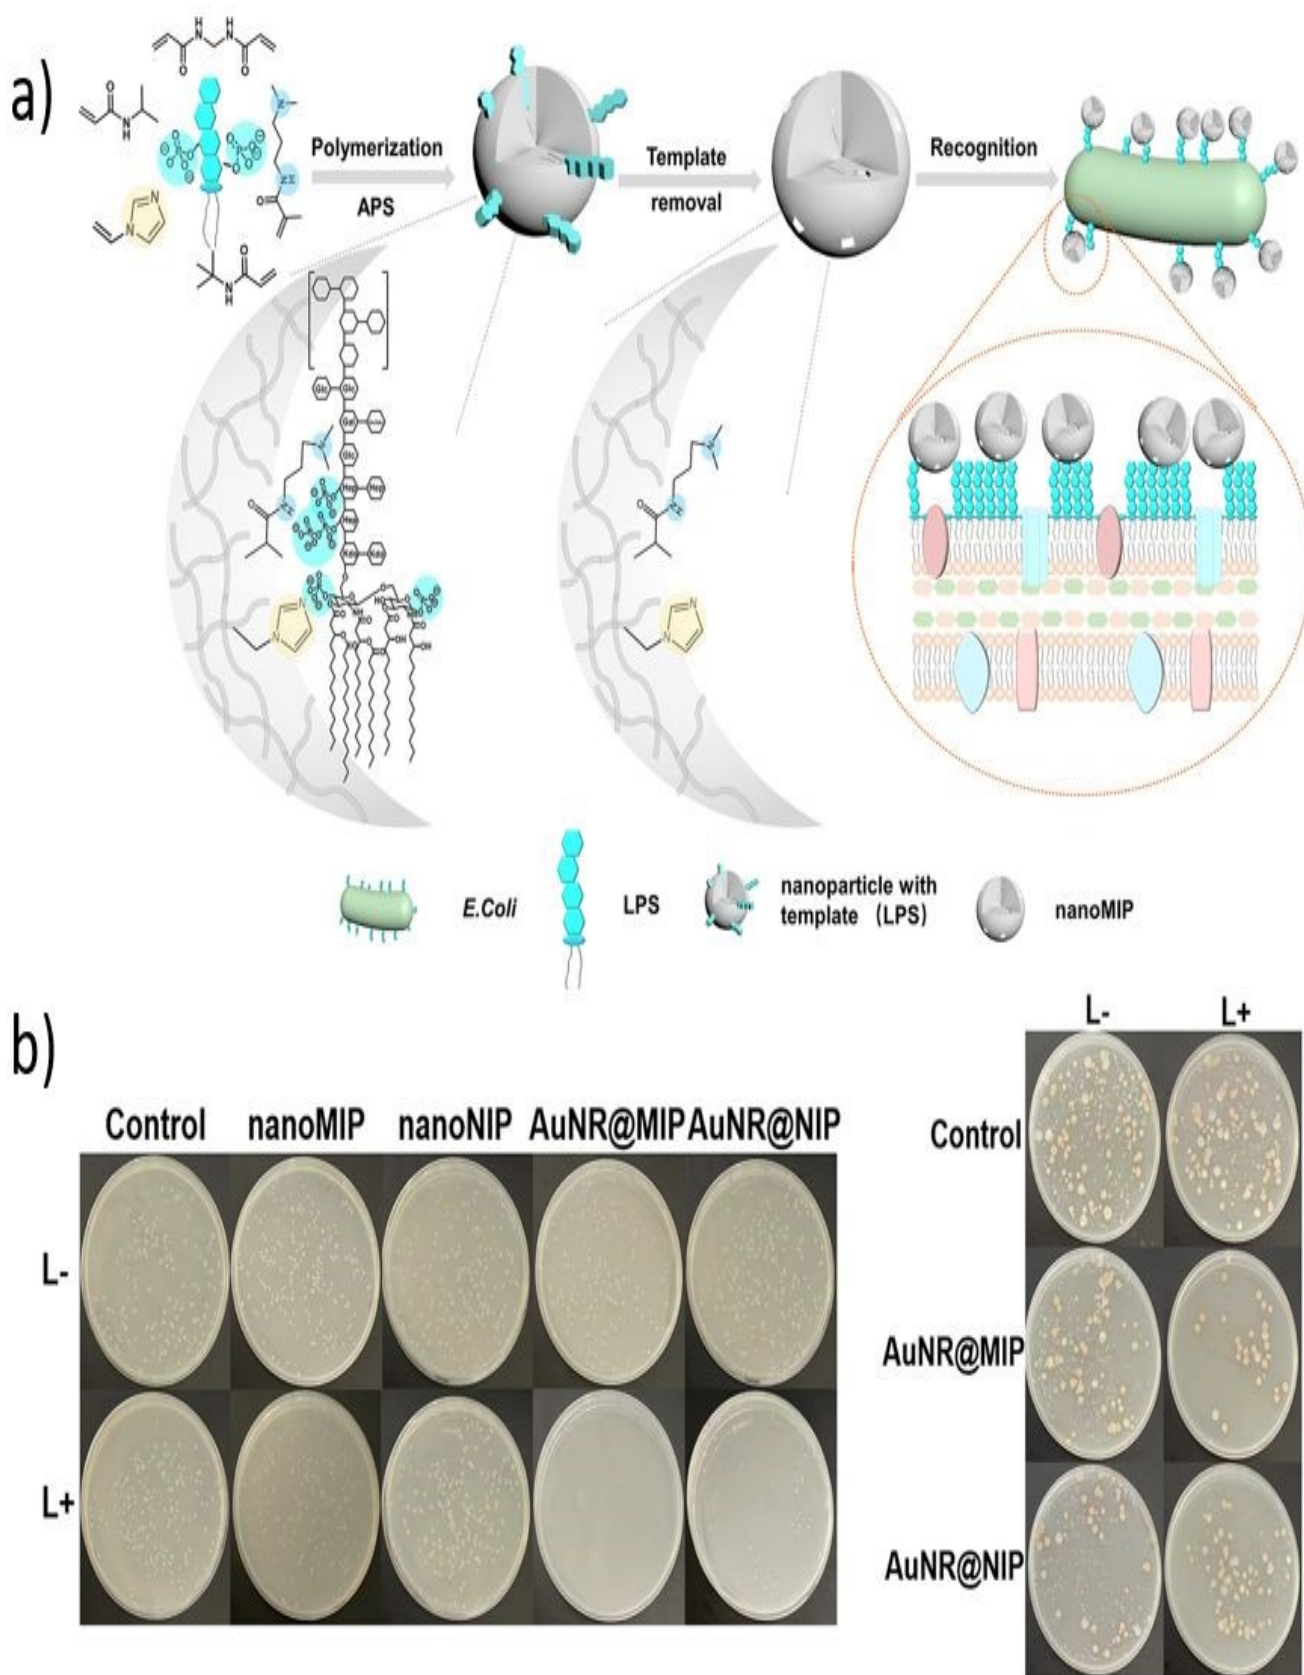 a)
Polymerization
APS
Template
removal
Recognition
Glc
Glc
Gal
Glc
Hep
Hep
Hep
Kdo
Kdo
E.Coli
LPS
nanoparticle with
template (LPS)
nanoMIP
b)
Control
nanoMIP
nanoNIP
AuNR@MIP
AuNR@NIP
L-
L+
L-
L+
Control
AuNR@MIP
AuNR@NIP